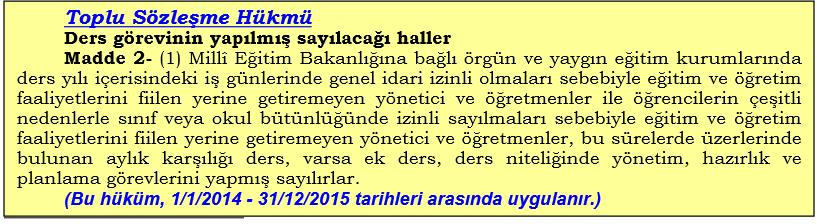 Toplu Sözleşme Hükmü
Ders görevinin yapılmış sayılacağı haller
Madde 2- (1) Millî Eğitim Bakanlığına bağlı örgün ve yaygın eğitim kurumlarında
ders yılı içerisindeki iş günlerinde genel idari izinli olmaları sebebiyle eğitim ve öğretim
faaliyetlerini fiilen yerine getiremeyen yönetici ve öğretmenler ile öğrencilerin çeşitli
nedenlerle sınıf veya okul bütünlüğünde izinli sayılmaları sebebiyle eğitim ve öğretim
faaliyetlerini fiilen yerine getiremeyen yönetici ve öğretmenler, bu sürelerde üzerlerinde
bulunan aylık karşılığı ders, varsa ek ders, ders niteliğinde yönetim, hazırlık ve
planlama görevlerini yapmış sayılırlar.
(Bu hüküm, 1/1/2014 - 31/12/2015 tarihleri arasında uygulanır.)